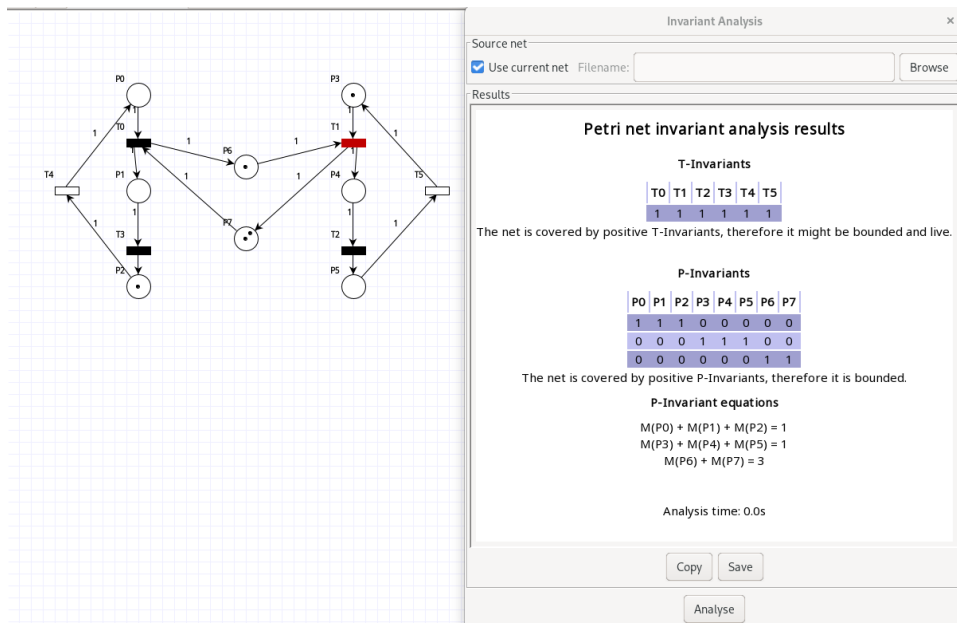 Invariant Analysis ×
Source net
Use current net Filename: Browse
Results
Petri net invariant analysis results
T-Invariants
T0 T1 T2 T3 T4 T5
1 1 1 1 1 1
The net is covered by positive T-Invariants, therefore it might be bounded and live.
P-Invariants
P0 P1 P2 P3 P4 P5 P6 P7
1 1 1 0 0 0 0 0
0 0 0 1 1 1 0 0
0 0 0 0 0 0 1 1
The net is covered by positive P-Invariants, therefore it is bounded.
P-Invariant equations
M(P0) + M(P1) + M(P2) = 1
M(P3) + M(P4) + M(P5) = 1
M(P6) + M(P7) = 3
Analysis time: 0.0s
Copy Save
Analyse
P0 P3
1 1
T0 T1
1 1 1 1
1 P6 1
T4 P1 P4 T5
1 1
1 1
P7
T3 T2
1 1
P2 P5